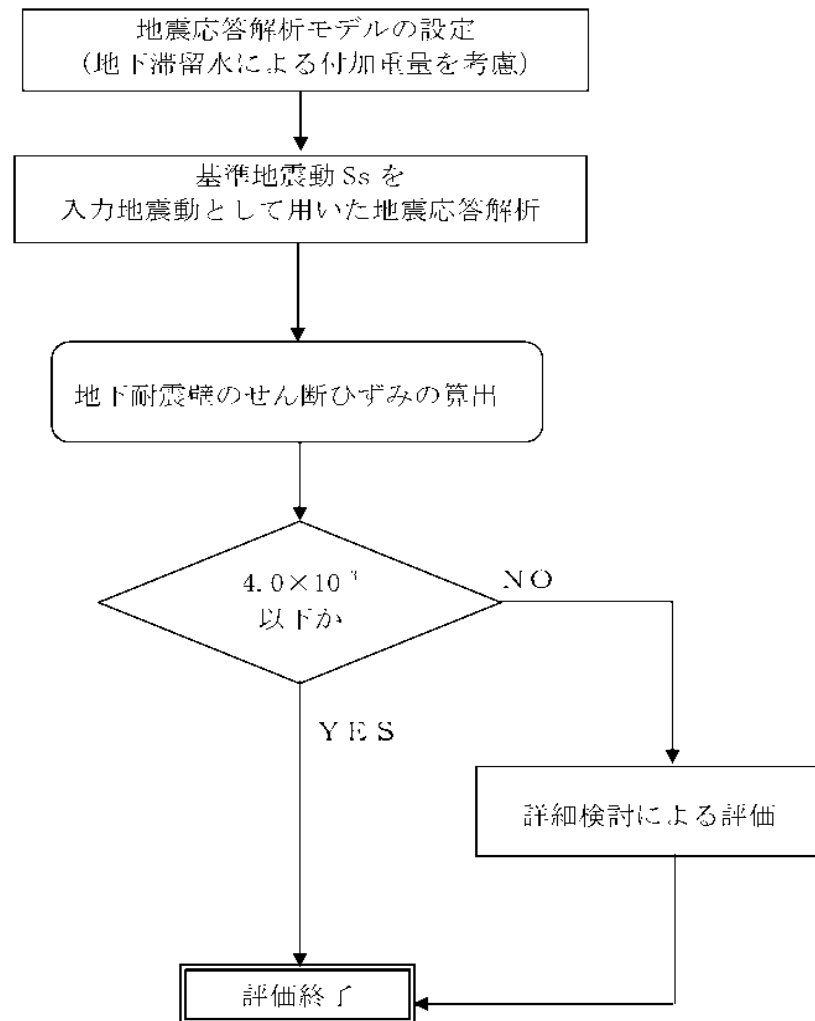 地震応答解析モデルの設定
(地下滞留水による付加重量を考慮)
基準地震動 Ss を
入力地震動として用いた地震応答解析
地下耐震壁のせん断ひずみの算出
4.0×10⁻³
以下か
NO
YES
詳細検討による評価
評価終了